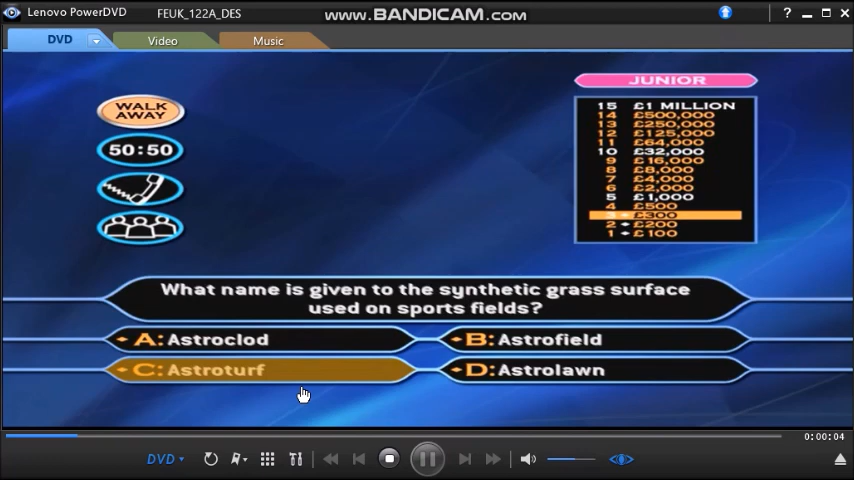 Lenovo PowerDVD
FEUK_122A_DES
www.BANDICAM.com
?
DVD
Video
Music
WALK AWAY
50:50
JUNIOR
15 £1 MILLION
14 £500,000
13 £250,000
12 £125,000
11 £64,000
10 £32,000
9 £16,000
8 £8,000
7 £4,000
6 £2,000
5 £1,000
4 £500
3 £300
2 £200
1 £100
What name is given to the synthetic grass surface
used on sports fields?
A: Astroclod
B: Astrofield
C: Astroturf
D: Astrolawn
0:00:04
DVD